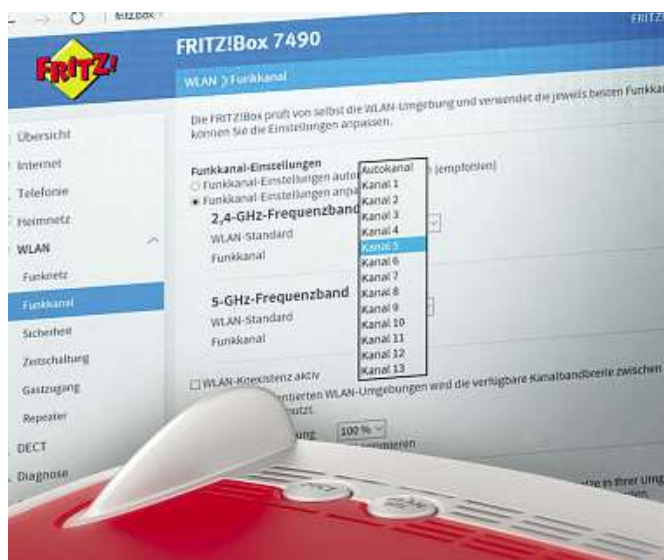 fritz.box
FRITZ!
FRITZ!Box 7490
WLAN > Funkkanal
Die FRITZ!Box prüft von selbst die WLAN-Umgebung und verwendet die jeweils besten
können Sie die Einstellungen anpassen.
Übersicht
Internet
Telefonie
Heimnetz
WLAN
Funknetz
Funkkanal
Sicherheit
Zeitschaltung
Gastzugang
Repeater
DECT
Diagnose
Funkkanal-Einstellungen
Funkkanal-Einstellungen (empfohlen)
Funkkanal-Einstellungen
2,4-GHz-Frequenzband
WLAN-Standard
Funkkanal
Autokanal
Kanal 1
Kanal 2
Kanal 3
Kanal 4
Kanal 5
Kanal 6
Kanal 7
Kanal 8
Kanal 9
Kanal 10
Kanal 11
Kanal 12
Kanal 13
5-GHz-Frequenzband
WLAN-Standard
Funkkanal
WLAN-Koexistenz aktiv
WLAN-Umgebungen wird die verfügbare Kanalbandbreite zwischen
100 %
DECT
WLAN